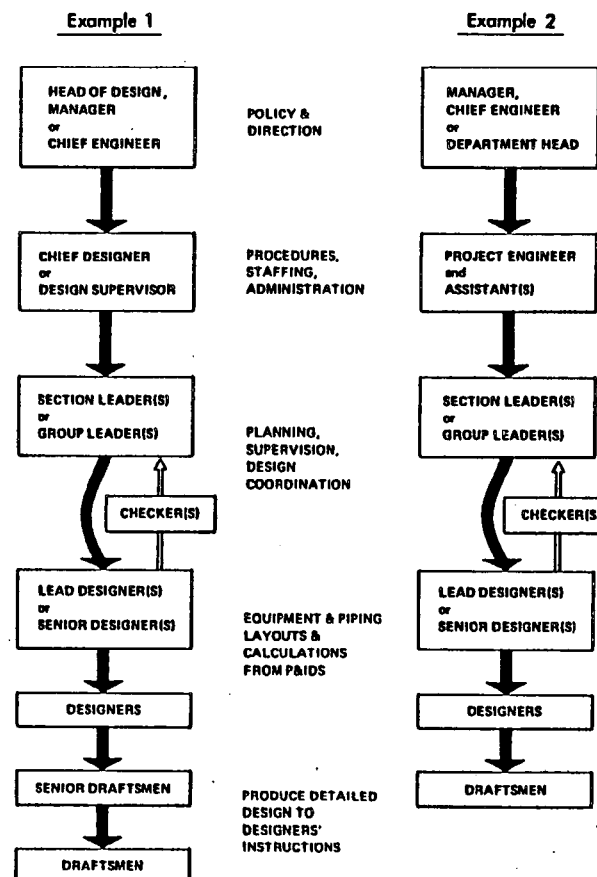 Example 1
HEAD OF DESIGN,
MANAGER
or
CHIEF ENGINEER
CHIEF DESIGNER
or
DESIGN SUPERVISOR
SECTION LEADER(S)
or
GROUP LEADER(S)
CHECKER(S)
LEAD DESIGNER(S)
or
SENIOR DESIGNER(S)
DESIGNERS
SENIOR DRAFTSMEN
DRAFTSMEN
POLICY &
DIRECTION
PROCEDURES,
STAFFING,
ADMINISTRATION
PLANNING,
SUPERVISION,
DESIGN
COORDINATION
EQUIPMENT & PIPING
LAYOUTS &
CALCULATIONS
FROM P&IDS
PRODUCE DETAILED
DESIGN TO
DESIGNERS'
INSTRUCTIONS
Example 2
MANAGER,
CHIEF ENGINEER
or
DEPARTMENT HEAD
PROJECT ENGINEER
and
ASSISTANT(S)
SECTION LEADER(S)
or
GROUP LEADER(S)
CHECKER(S
LEAD DESIGNER(S)
or
SENIOR DESIGNER(S)
DESIGNERS
DRAFTSMEN